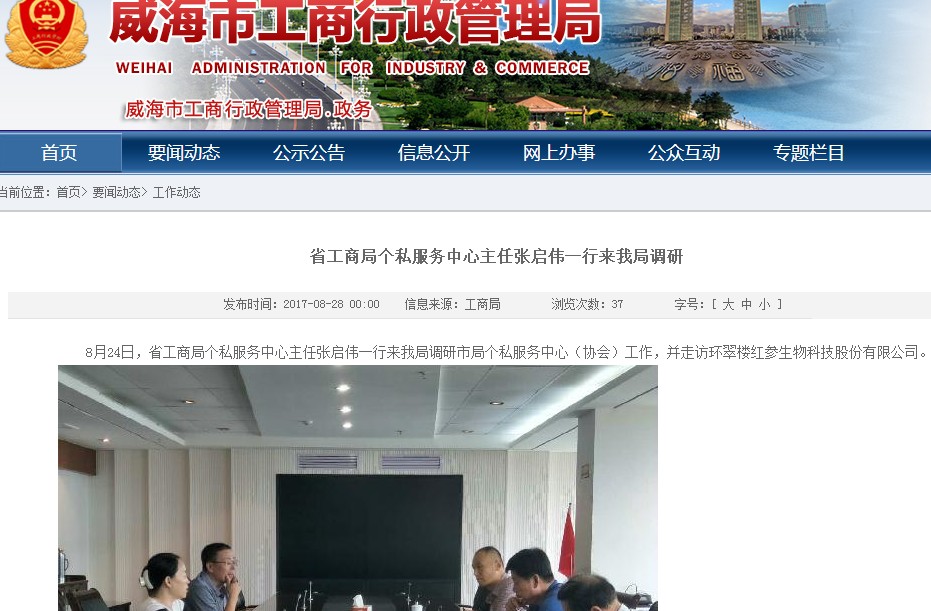 威海市工商行政管理局
WEIHAI ADMINISTRATION FOR INDUSTRY & COMMERCE
威海市工商行政管理局.政务
首页 要闻动态 公示公告 信息公开 网上办事 公众互动 专题栏目
当前位置：首页> 要闻动态> 工作动态
省工商局个私服务中心主任张启伟一行来我局调研
发布时间：2017-08-28 00:00 信息来源：工商局 浏览次数：37 字号：[ 大 中 小 ]
8月24日，省工商局个私服务中心主任张启伟一行来我局调研市局个私服务中心（协会）工作，并走访环翠楼红参生物科技股份有限公司。